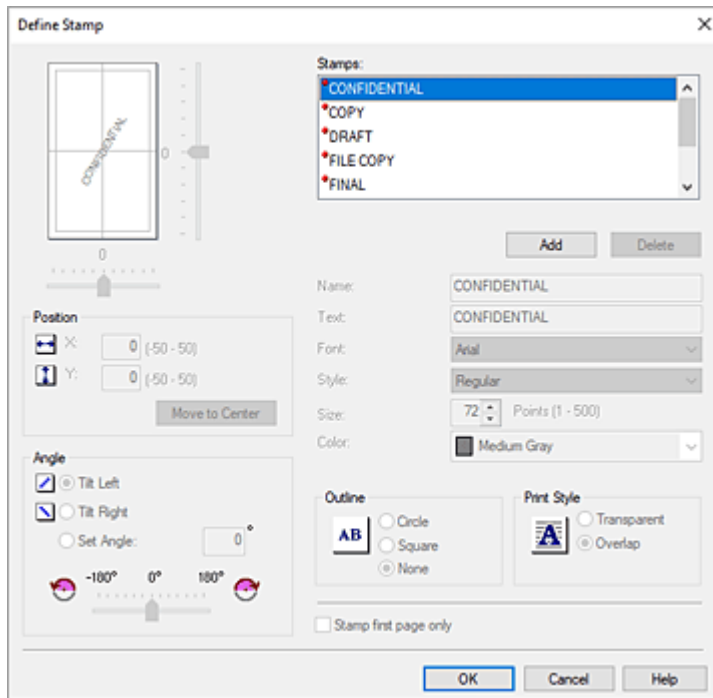 Define Stamp
CONFIDENTIAL
0
0
Stamps:
CONFIDENTIAL
COPY
DRAFT
FILE COPY
FINAL
Add Delete
Position
X: 0 (-50 - 50)
Y: 0 (-50 - 50)
Move to Center
Angle
Tilt Left
Tilt Right
Set Angle: 0 °
-180° 0° 180°
Name: CONFIDENTIAL
Text: CONFIDENTIAL
Font: Arial
Style: Regular
Size: 72 Points (1 - 500)
Color: Medium Gray
Outline
AB
Circle
Square
None
Print Style
A
Transparent
Overlap
Stamp first page only
OK Cancel Help